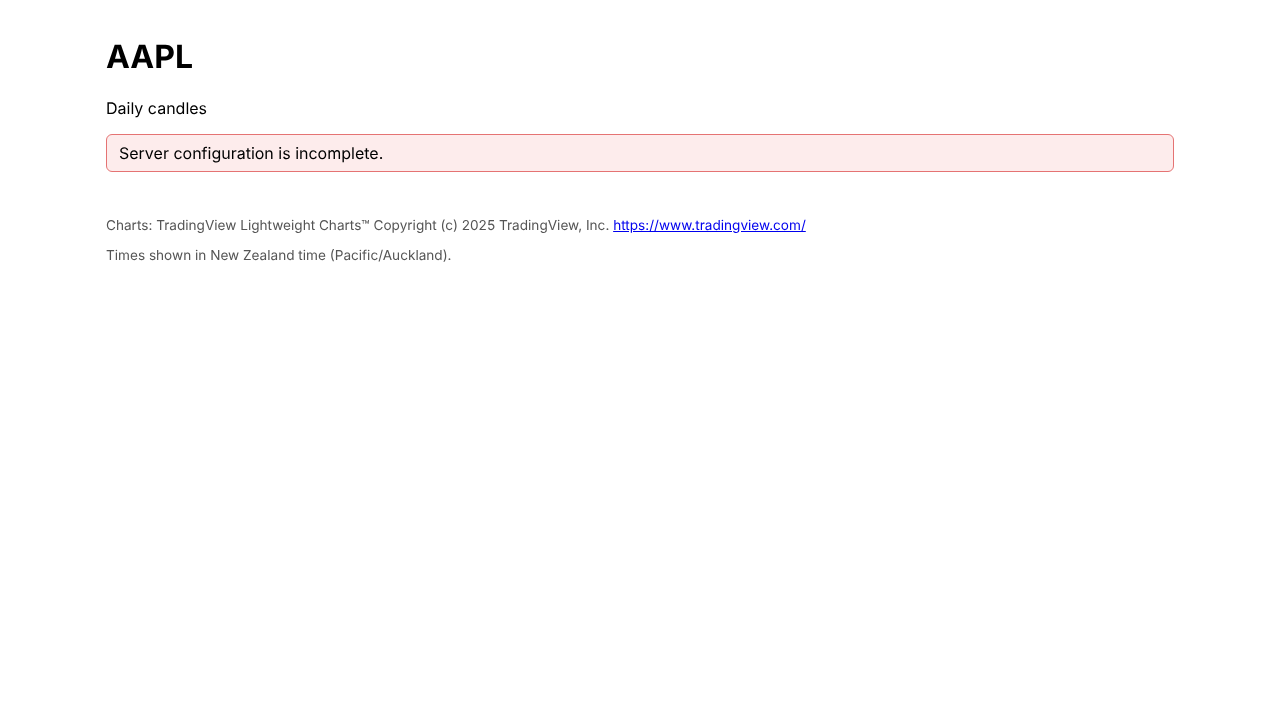 AAPL
Daily candles
Server configuration is incomplete.
Charts: TradingView Lightweight Charts™ Copyright (c) 2025 TradingView, Inc. https://www.tradingview.com/
Times shown in New Zealand time (Pacific/Auckland).